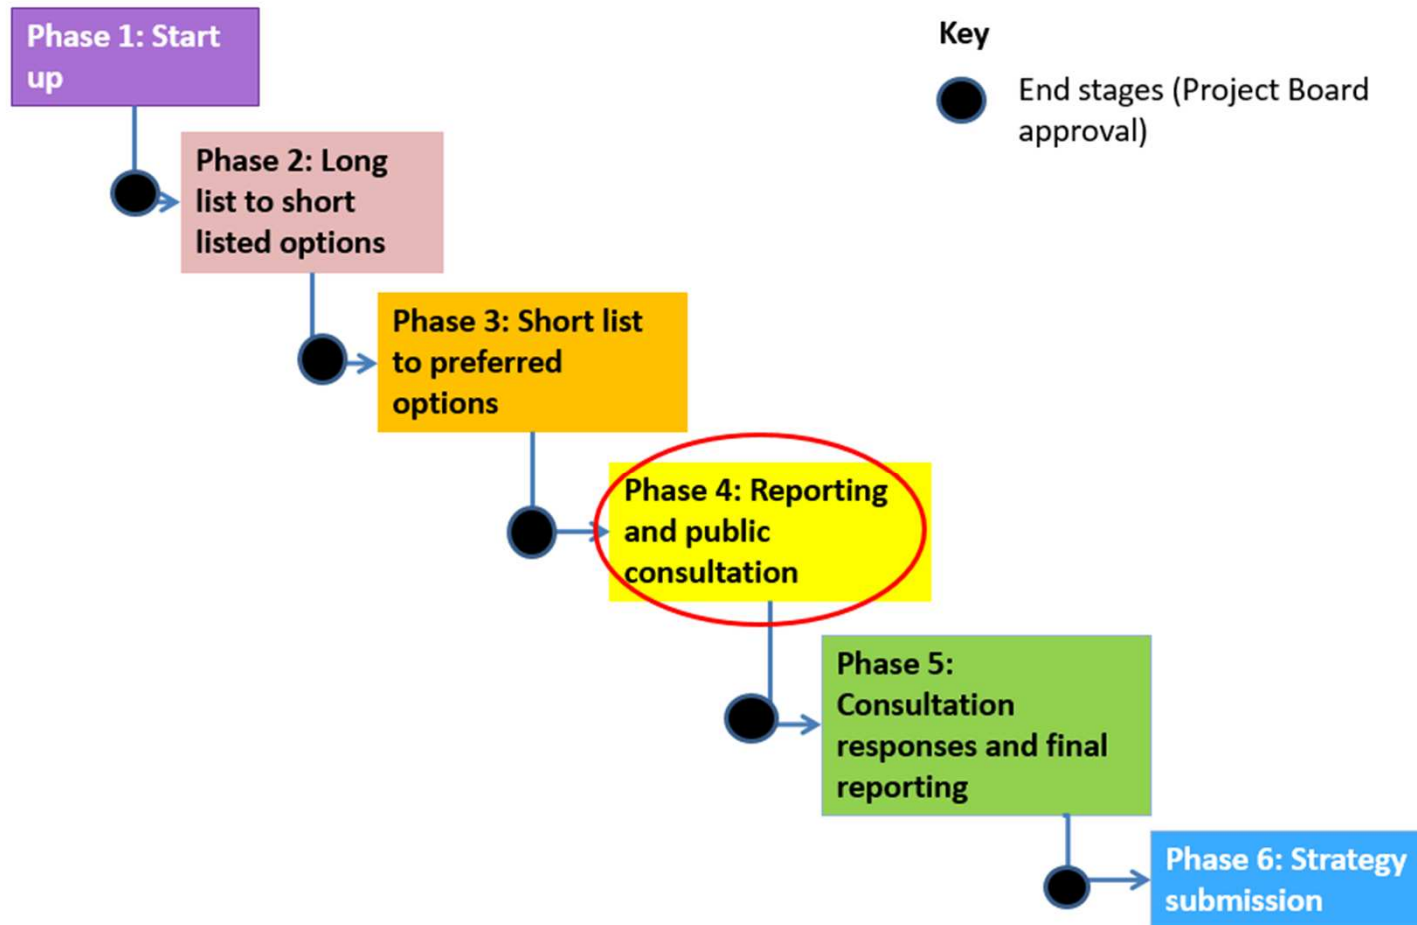 Phase 1: Start
up
Key
End stages (Project Board
approval)
Phase 2: Long
list to short
listed options
Phase 3: Short list
to preferred
options
Phase 4: Reporting
and public
consultation
Phase 5:
Consultation
responses and final
reporting
Phase 6: Strategy
submission